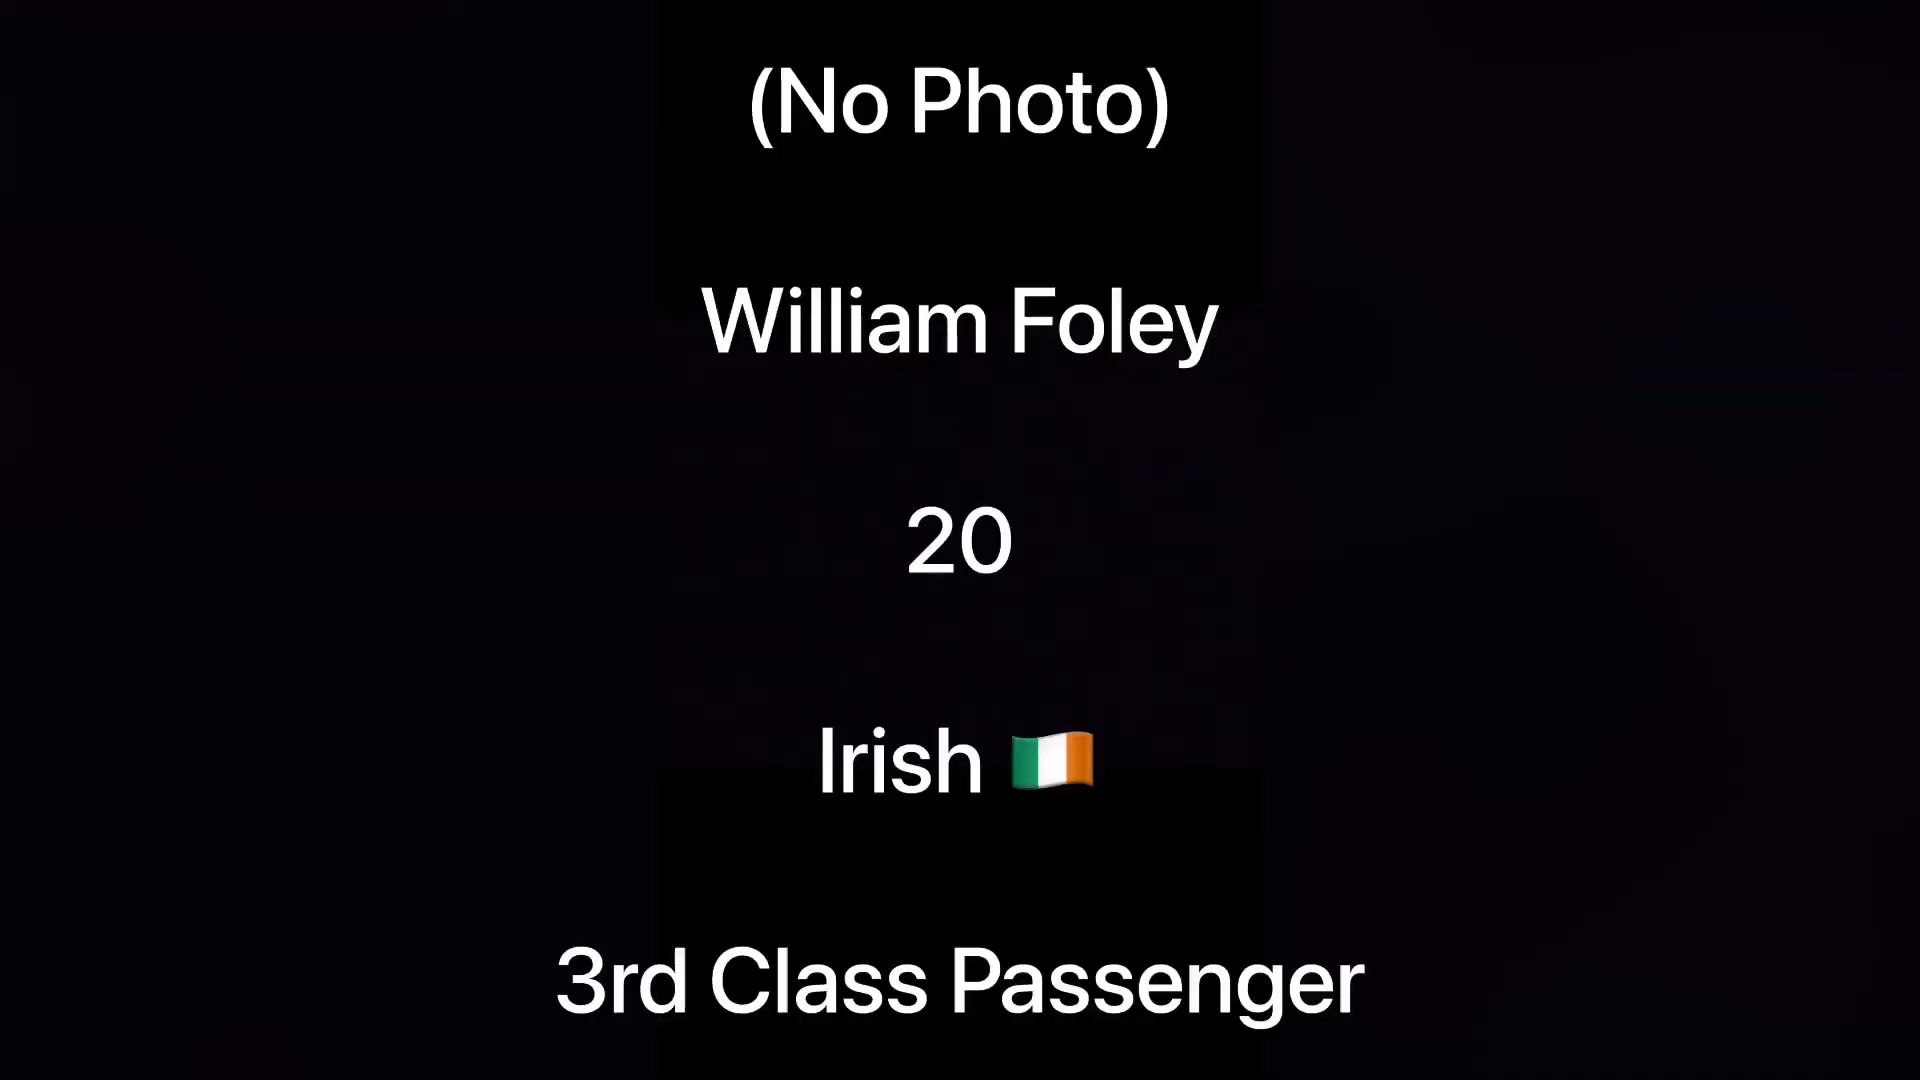 (No Photo)
William Foley
20
Irish 🇮🇪
3rd Class Passenger